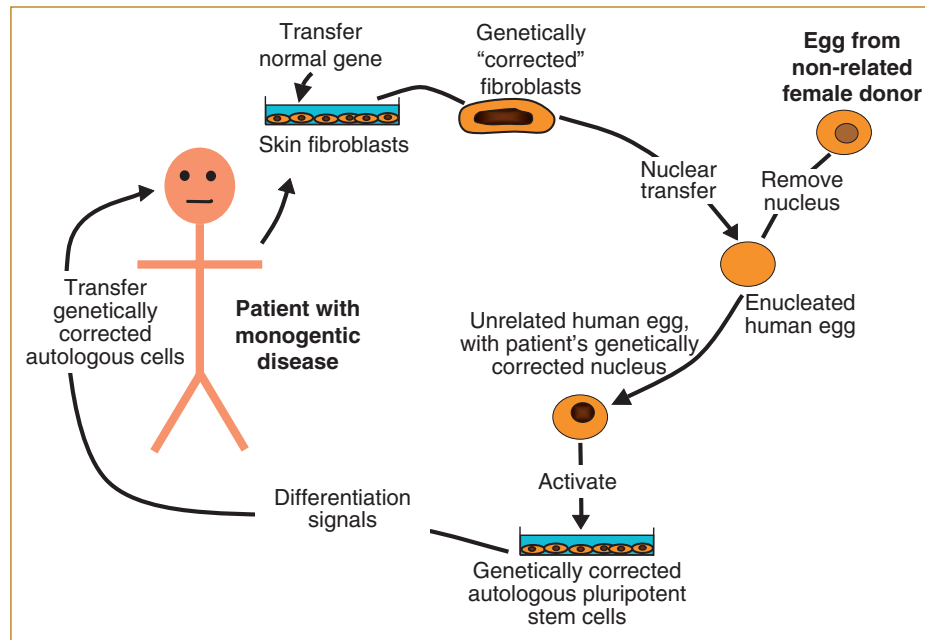 Transfer
normal gene
Skin fibroblasts
Genetically
“corrected”
fibroblasts
Egg from
non-related
female donor
Nuclear
transfer
Remove
nucleus
Enucleated
human egg
Unrelated human egg,
with patient’s genetically
corrected nucleus
Activate
Genetically corrected
autologous pluripotent
stem cells
Differentiation
signals
Transfer
genetically
corrected
autologous cells
Patient with
monogentic
disease